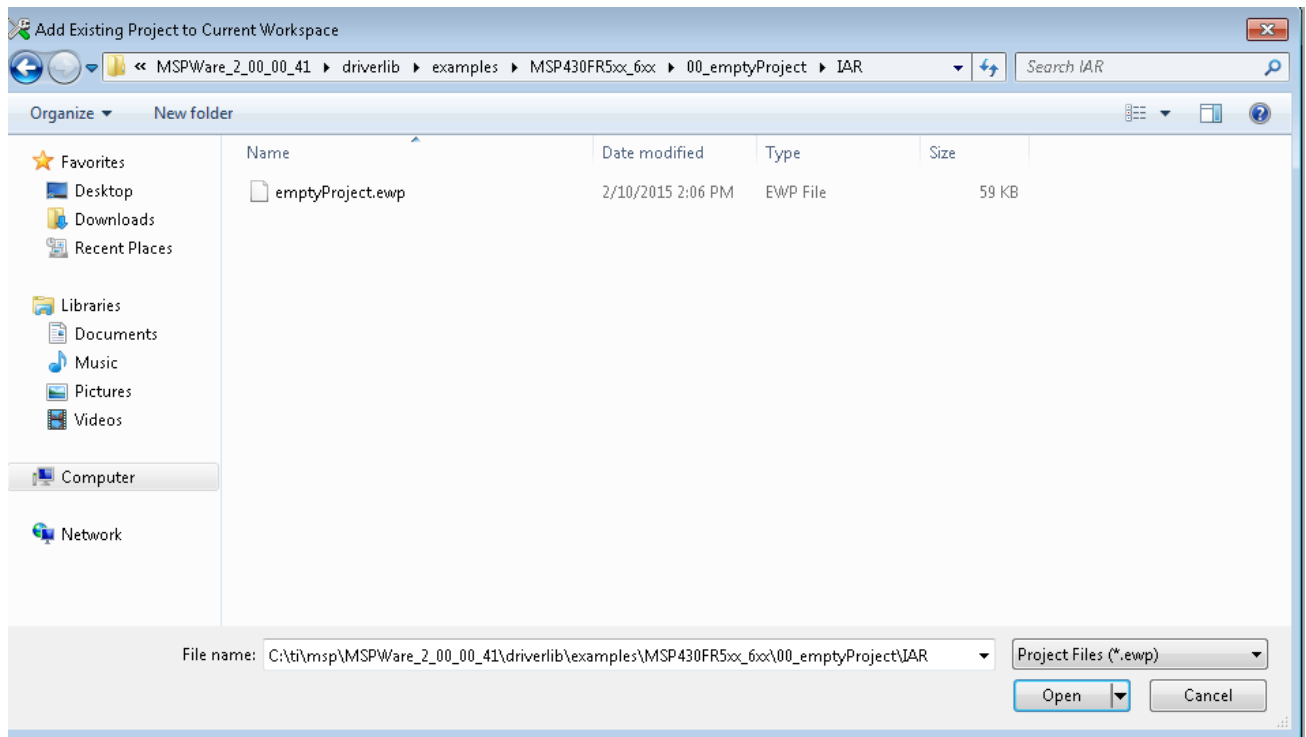 Add Existing Project to Current Workspace
« MSPWare_2_00_00_41 ▸ driverlib ▸ examples ▸ MSP430FR5xx_6xx ▸ 00_emptyProject ▸ IAR
Search IAR
Organize New folder
Name Date modified Type Size
emptyProject.ewp 2/10/2015 2:06 PM EWP File 59 KB
Favorites
Desktop
Downloads
Recent Places
Libraries
Documents
Music
Pictures
Videos
Computer
Network
File name: C:\ti\msp\MSPWare_2_00_00_41\driverlib\examples\MSP430FR5xx_6xx\00_emptyProject\IAR Project Files (*.ewp)
Open Cancel